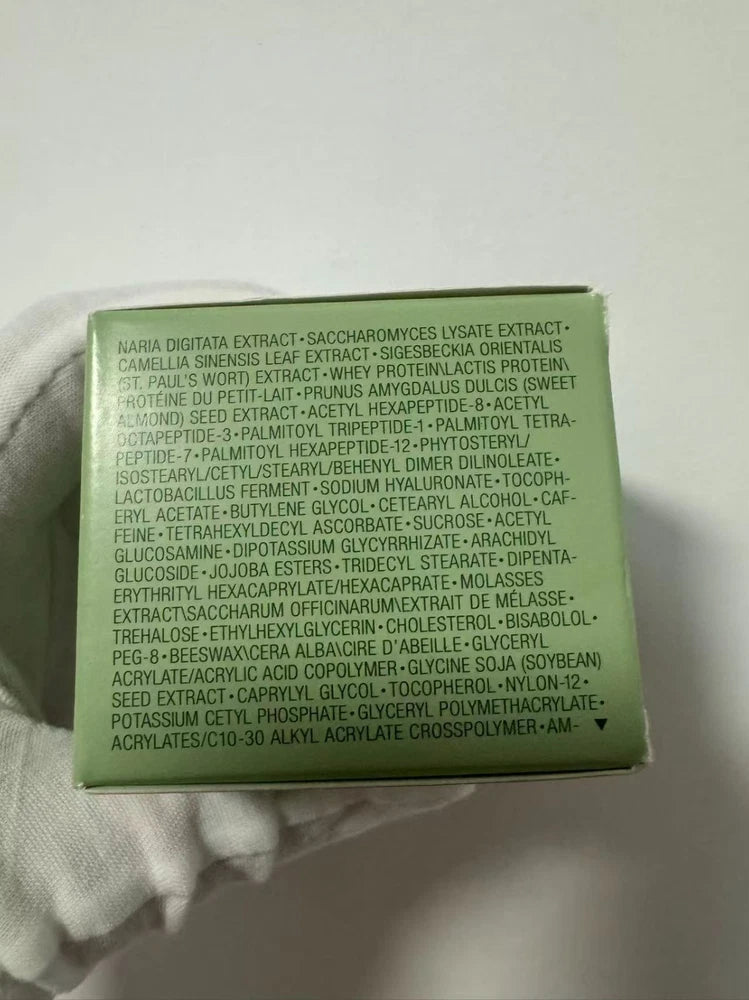 NARIA DIGITATA EXTRACT•SACCHAROMYCES LYSATE EXTRACT•
CAMELLIA SINENSIS LEAF EXTRACT•SIGESBECKIA ORIENTALIS
(ST. PAUL'S WORT) EXTRACT•WHEY PROTEIN\LACTIS PROTEIN\
PROTÉINE DU PETIT-LAIT•PRUNUS AMYGDALUS DULCIS (SWEET
ALMOND) SEED EXTRACT•ACETYL HEXAPEPTIDE-8•ACETYL
OCTAPEPTIDE-3•PALMITOYL TRIPEPTIDE-1•PALMITOYL TETRA-
PEPTIDE-7•PALMITOYL HEXAPEPTIDE-12•PHYTOSTERYL/
ISOSTEARYL/CETYL/STEARYL/BEHENYL DIMER DILINOLEATE•
LACTOBACILLUS FERMENT•SODIUM HYALURONATE•TOCOPH-
ERYL ACETATE•BUTYLENE GLYCOL•CETEARYL ALCOHOL•CAF-
FEINE•TETRAHEXYLDECYL ASCORBATE•SUCROSE•ACETYL
GLUCOSAMINE•DIPOTASSIUM GLYCYRRHIZATE•ARACHIDYL
GLUCOSIDE•JOJOBA ESTERS•TRIDECYL STEARATE•DIPENTA-
ERYTHRITYL HEXACAPRYLATE/HEXACAPRATE•MOLASSES
EXTRACT\SACCHARUM OFFICINARUM\EXTRAIT DE MÉLASSE•
TREHALOSE•ETHYLHEXYLGLYCERIN•CHOLESTEROL•BISABOLOL•
PEG-8•BEESWAX\CERA ALBA\CIRE D'ABEILLE•GLYCERYL
ACRYLATE/ACRYLIC ACID COPOLYMER•GLYCINE SOJA (SOYBEAN)
SEED EXTRACT•CAPRYLYL GLYCOL•TOCOPHEROL•NYLON-12•
POTASSIUM CETYL PHOSPHATE•GLYCERYL POLYMETHACRYLATE•
ACRYLATES/C10-30 ALKYL ACRYLATE CROSSPOLYMER•AM- ▼